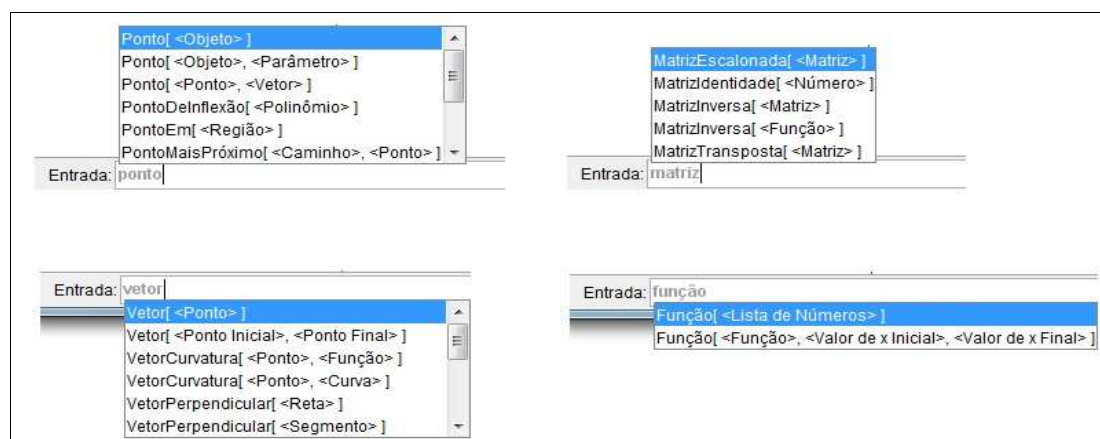 Ponto[ <Objeto> ]
Ponto[ <Objeto>, <Parâmetro> ]
Ponto[ <Ponto>, <Vetor> ]
PontoDeInflexão[ <Polinômio> ]
PontoEm[ <Região> ]
PontoMaisPróximo[ <Caminho>, <Ponto> ]
Entrada: ponto
MatrizEscalonada[ <Matriz> ]
MatrizIdentidade[ <Número> ]
MatrizInversa[ <Matriz> ]
MatrizInversa[ <Função> ]
MatrizTransposta[ <Matriz> ]
Entrada: matriz
Entrada: vetor
Vetor[ <Ponto> ]
Vetor[ <Ponto Inicial>, <Ponto Final> ]
VetorCurvatura[ <Ponto>, <Função> ]
VetorCurvatura[ <Ponto>, <Curva> ]
VetorPerpendicular[ <Reta> ]
VetorPerpendicular[ <Segmento> ]
Entrada: função
Função[ <Lista de Números> ]
Função[ <Função>, <Valor de x Inicial>, <Valor de x Final> ]